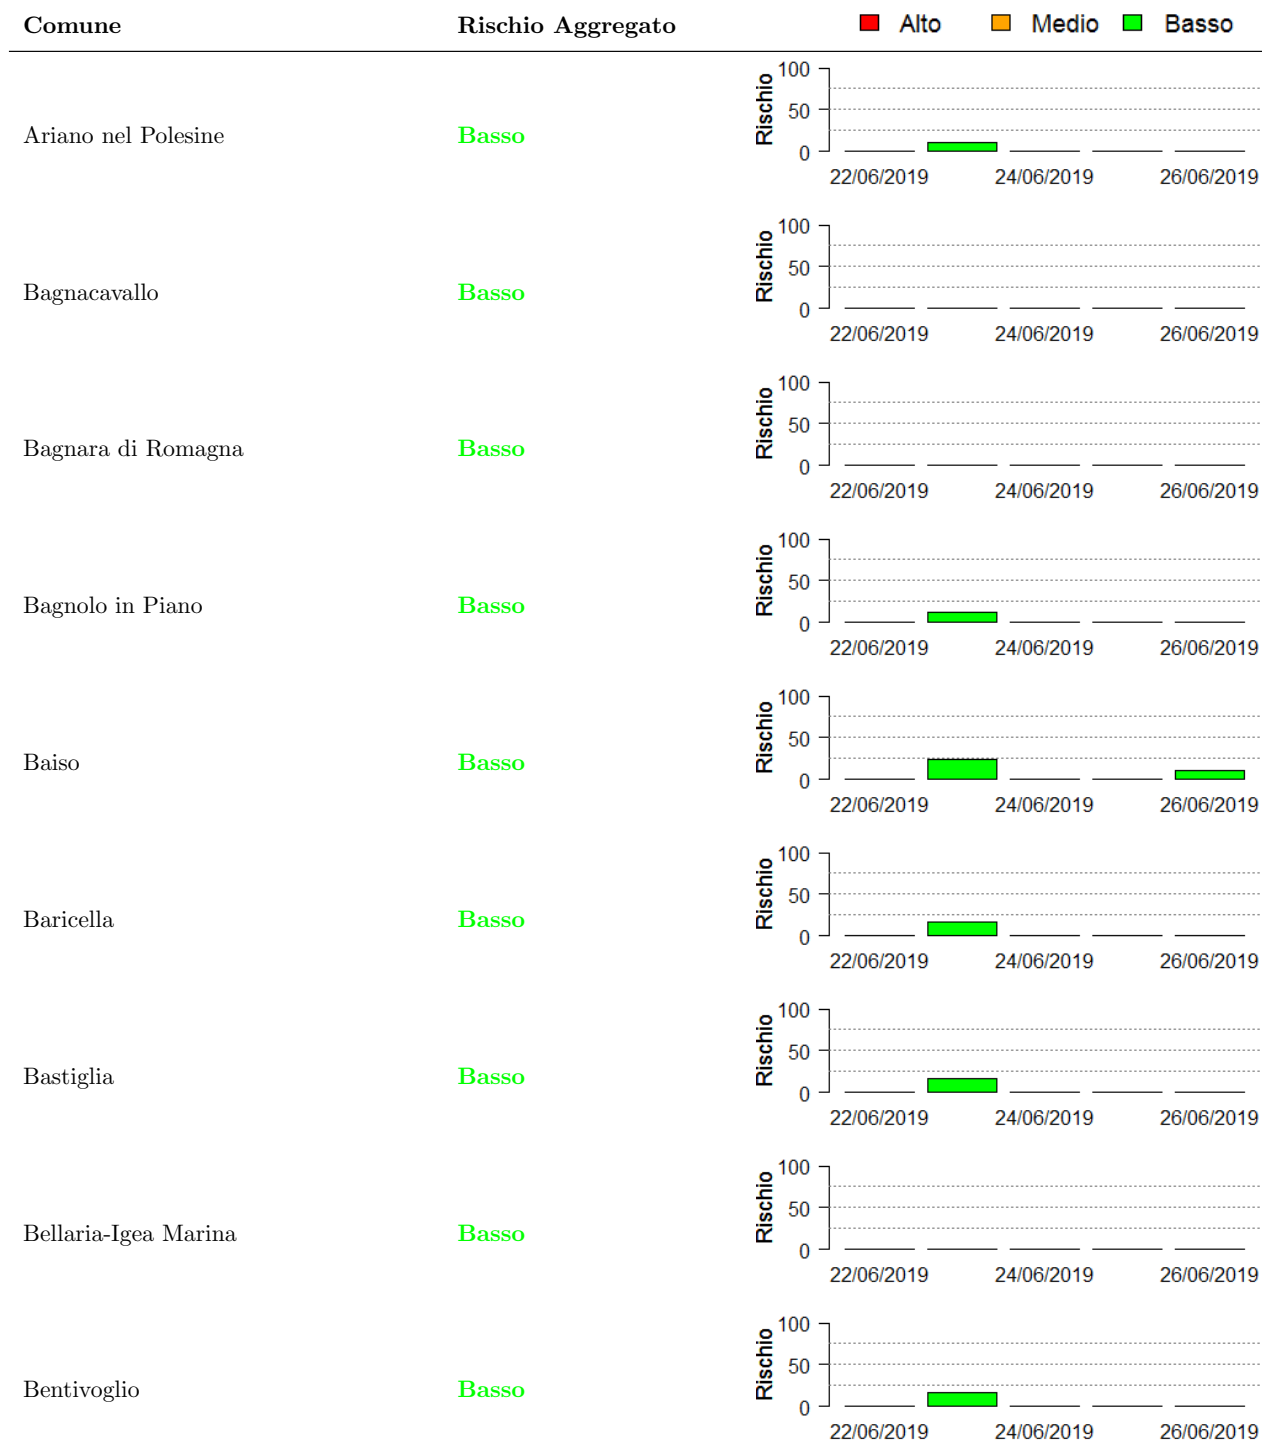 Comune Rischio Aggregato Alto Medio Basso
Ariano nel Polesine Basso Rischio 100 50 0
22/06/2019 24/06/2019 26/06/2019
Bagnacavallo Basso Rischio 100 50 0
22/06/2019 24/06/2019 26/06/2019
Bagnara di Romagna Basso Rischio 100 50 0
22/06/2019 24/06/2019 26/06/2019
Bagnolo in Piano Basso Rischio 100 50 0
22/06/2019 24/06/2019 26/06/2019
Baiso Basso Rischio 100 50 0
22/06/2019 24/06/2019 26/06/2019
Baricella Basso Rischio 100 50 0
22/06/2019 24/06/2019 26/06/2019
Bastiglia Basso Rischio 100 50 0
22/06/2019 24/06/2019 26/06/2019
Bellaria-Igea Marina Basso Rischio 100 50 0
22/06/2019 24/06/2019 26/06/2019
Bentivoglio Basso Rischio 100 50 0
22/06/2019 24/06/2019 26/06/2019